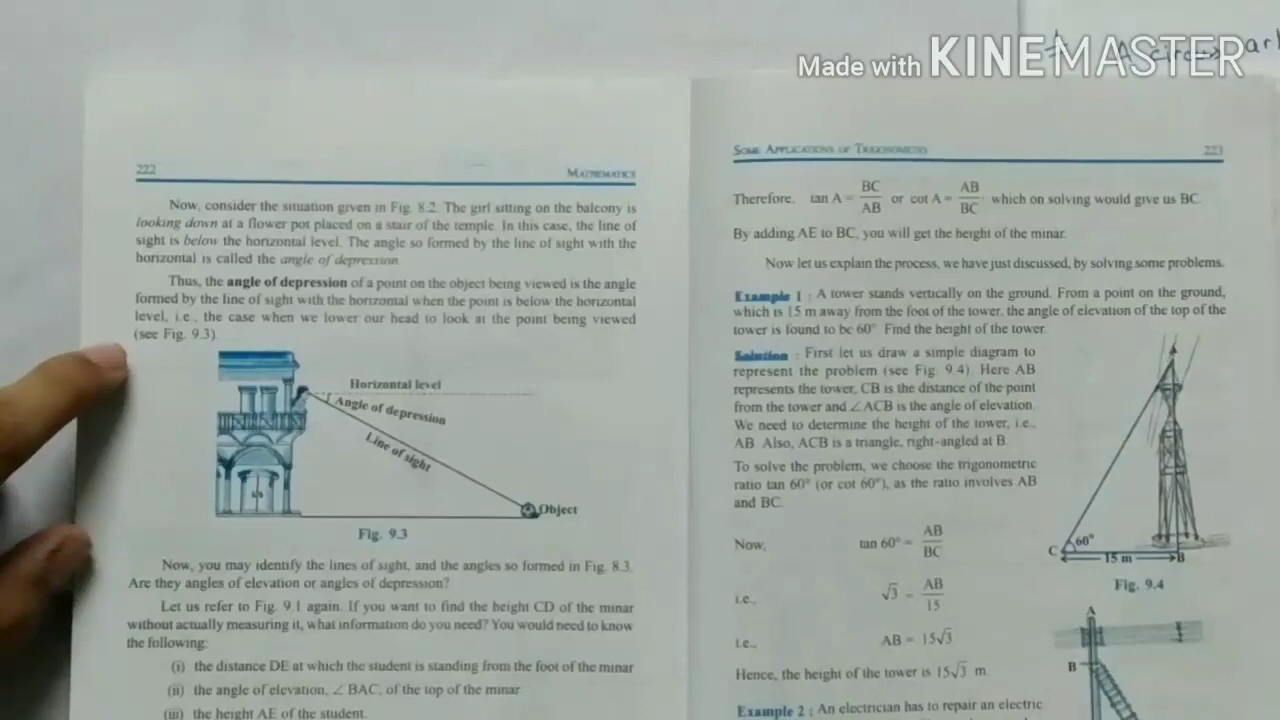 Made with KINEMASTER
222
MATHEMATICS
Now, consider the situation given in Fig. 8.2. The girl sitting on the balcony is
looking down at a flower pot placed on a stair of the temple. In this case, the line of
sight is below the horizontal level. The angle so formed by the line of sight with the
horizontal is called the angle of depression.
Thus, the angle of depression of a point on the object being viewed is the angle
formed by the line of sight with the horizontal when the point is below the horizontal
level, i.e., the case when we lower our head to look at the point being viewed
(see Fig. 9.3).
Horizontal level
Angle of depression
Line of sight
Object
Fig. 9.3
Now, you may identify the lines of sight, and the angles so formed in Fig. 8.3.
Are they angles of elevation or angles of depression?
Let us refer to Fig. 9.1 again. If you want to find the height CD of the minar
without actually measuring it, what information do you need? You would need to know
the following:
(i) the distance DE at which the student is standing from the foot of the minar
(ii) the angle of elevation, ∠ BAC, of the top of the minar
(iii) the height AE of the student.
SOME APPLICATIONS OF TRIGONOMETRY
223
Therefore, tan A = BC/AB or cot A = AB/BC, which on solving would give us BC.
By adding AE to BC, you will get the height of the minar.
Now let us explain the process, we have just discussed, by solving some problems.
Example 1 : A tower stands vertically on the ground. From a point on the ground,
which is 15 m away from the foot of the tower, the angle of elevation of the top of the
tower is found to be 60°. Find the height of the tower.
Solution : First let us draw a simple diagram to
represent the problem (see Fig. 9.4). Here AB
represents the tower, CB is the distance of the point
from the tower and ∠ ACB is the angle of elevation.
We need to determine the height of the tower, i.e.,
AB. Also, ACB is a triangle, right-angled at B.
To solve the problem, we choose the trigonometric
ratio tan 60° (or cot 60°), as the ratio involves AB
and BC.
Now, tan 60° = AB/BC
i.e., √3 = AB/15
i.e., AB = 15√3
Hence, the height of the tower is 15√3 m.
A
60°
C
15 m
B
Fig. 9.4
A
B
Example 2 : An electrician has to repair an electric